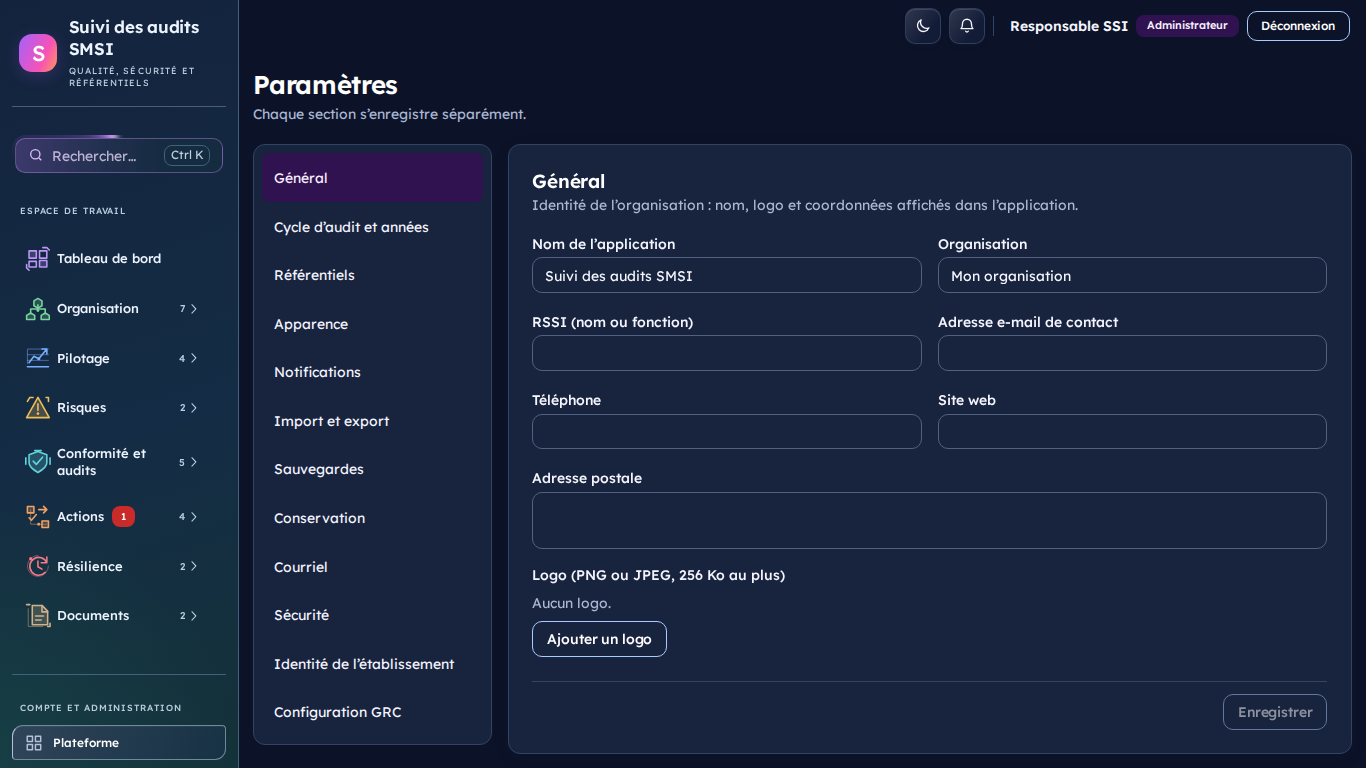 S
Suivi des audits
SMSI
QUALITÉ, SÉCURITÉ ET
RÉFÉRENTIELS
Rechercher... Ctrl K
ESPACE DE TRAVAIL
Tableau de bord
Organisation 7
Pilotage 4
Risques 2
Conformité et
audits 5
Actions 1 4
Résilience 2
Documents 2
COMPTE ET ADMINISTRATION
Plateforme
Responsable SSI Administrateur Déconnexion
Paramètres
Chaque section s’enregistre séparément.
Général
Cycle d’audit et années
Référentiels
Apparence
Notifications
Import et export
Sauvegardes
Conservation
Courriel
Sécurité
Identité de l’établissement
Configuration GRC
Général
Identité de l’organisation : nom, logo et coordonnées affichés dans l’application.
Nom de l’application Organisation
Suivi des audits SMSI Mon organisation
RSSI (nom ou fonction) Adresse e-mail de contact
Téléphone Site web
Adresse postale
Logo (PNG ou JPEG, 256 Ko au plus)
Aucun logo.
Ajouter un logo
Enregistrer